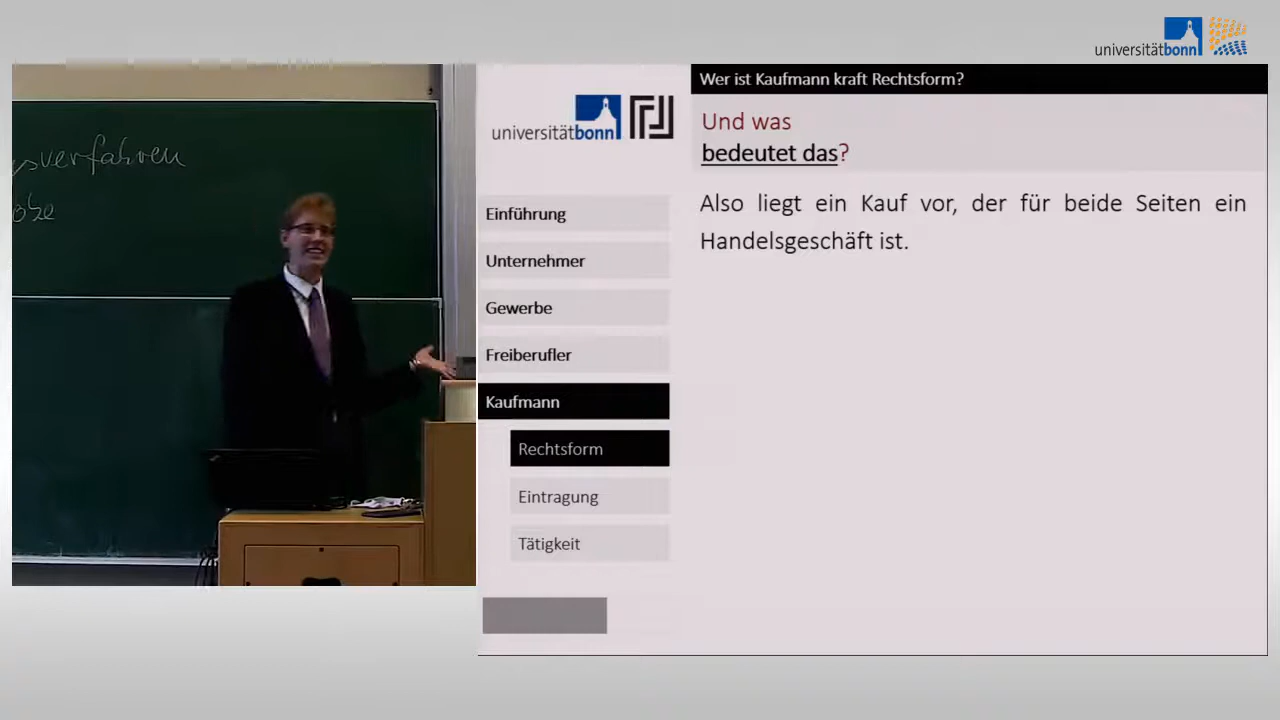 universitätbonn
Wer ist Kaufmann kraft Rechtsform?
universitätbonn
Und was
bedeutet das?
Also liegt ein Kauf vor, der für beide Seiten ein
Handelsgeschäft ist.
Einführung
Unternehmer
Gewerbe
Freiberufler
Kaufmann
Rechtsform
Eintragung
Tätigkeit